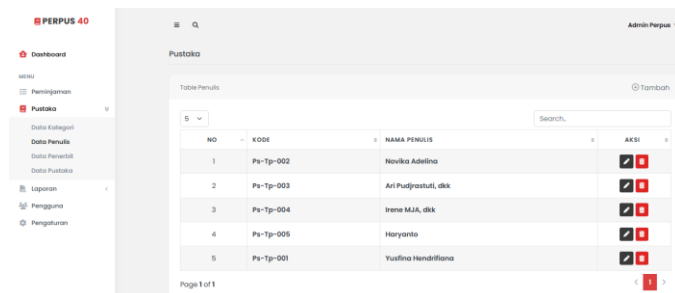 PERPUS 40
Admin Perpus
Dashboard
MENU
Peminjaman
Pustaka
Data Kategori
Data Penulis
Data Penerbit
Data Pustaka
Laporan
Pengguna
Pengaturan
Pustaka
Table Penulis
Tambah
5
Search..
NO KODE NAMA PENULIS AKSI
1 Ps-Tp-002 Novika Adelina
2 Ps-Tp-003 Ari Pudjrastuti, dkk
3 Ps-Tp-004 Irene MJA, dkk
4 Ps-Tp-005 Haryanto
5 Ps-Tp-001 Yusfina Hendrifiana
Page 1 of 1
1